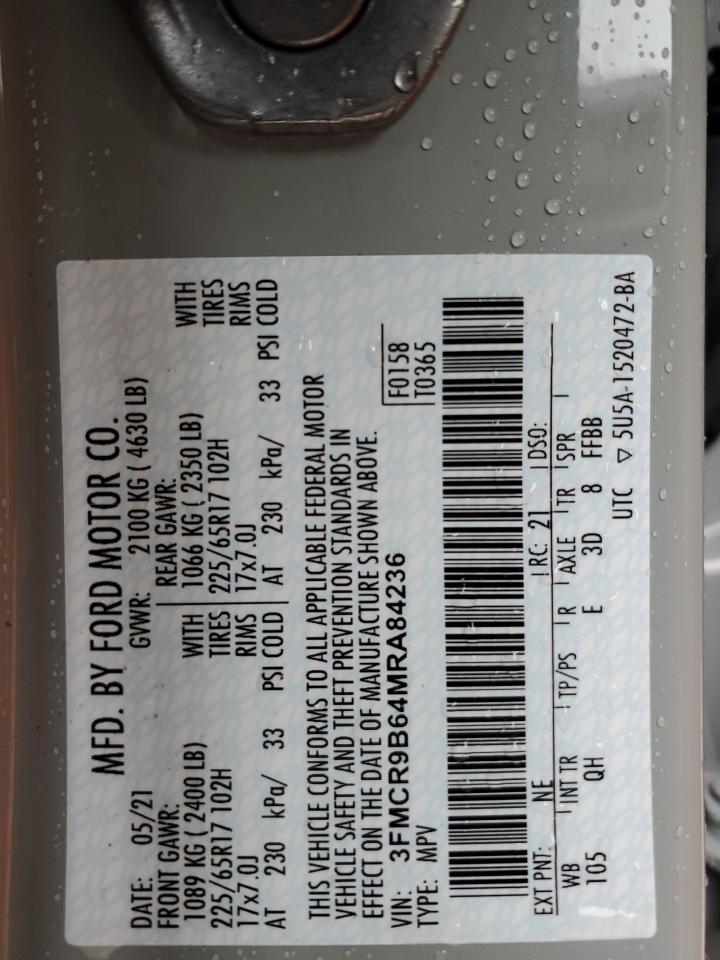 MFD. BY FORD MOTOR CO.
DATE: 05/21 GVWR: 2100 KG ( 4630 LB)
FRONT GAWR: REAR GAWR:
1089 KG ( 2400 LB) WITH 1066 KG ( 2350 LB) WITH
225/65R17 102H TIRES 225/65R17 102H TIRES
17x7.0J RIMS 17x7.0J RIMS
AT 230 kPa/ 33 PSI COLD AT 230 kPa/ 33 PSI COLD
THIS VEHICLE CONFORMS TO ALL APPLICABLE FEDERAL MOTOR
VEHICLE SAFETY AND THEFT PREVENTION STANDARDS IN
EFFECT ON THE DATE OF MANUFACTURE SHOWN ABOVE.
VIN: 3FMCR9B64MRA84236 F0158
TYPE: MPV T0365
EXT PNT: NE RC: 21 DSO:
WB INT TR TP/PS R AXLE TR SPR
105 QH E 3D 8 FFBB
UTC ▽ 5U5A-1520472-BA